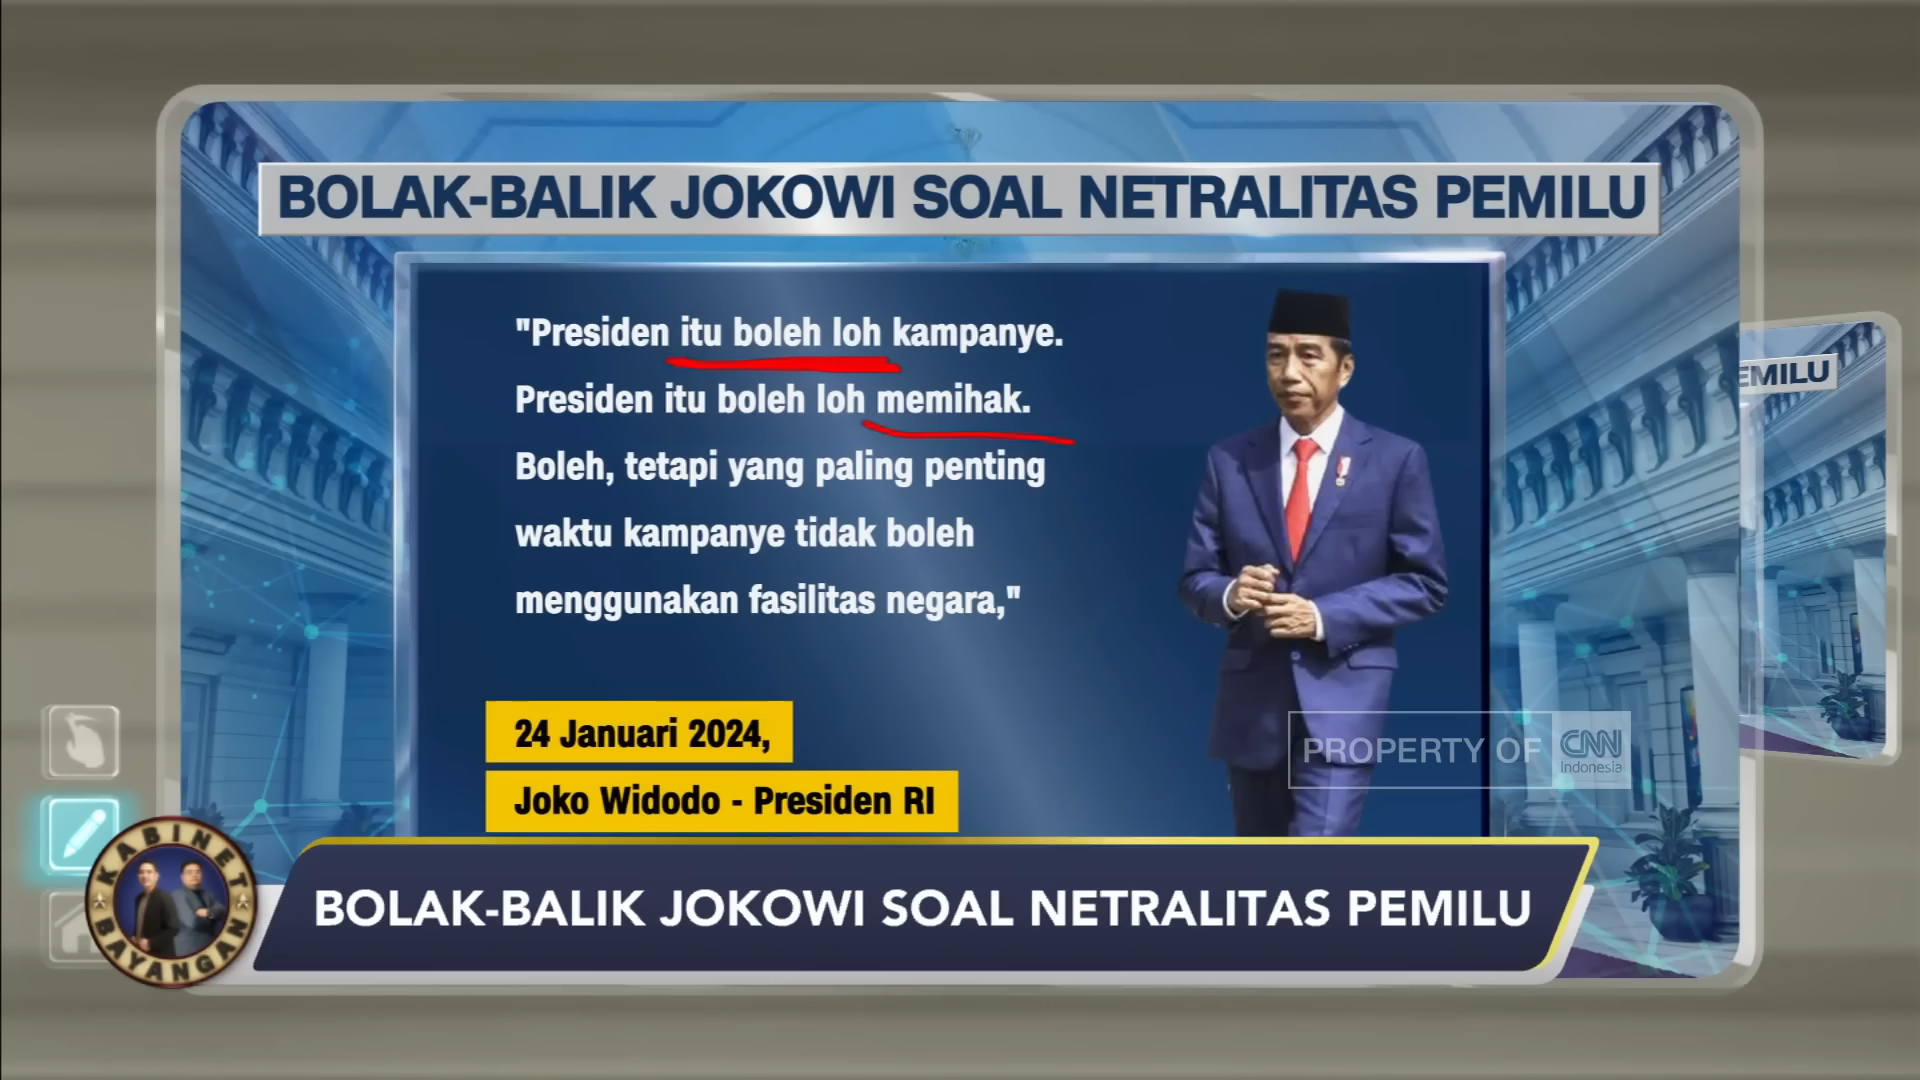 BOLAK-BALIK JOKOWI SOAL NETRALITAS PEMILU
"Presiden itu boleh loh kampanye.
Presiden itu boleh loh memihak.
Boleh, tetapi yang paling penting
waktu kampanye tidak boleh
menggunakan fasilitas negara,"
EMILU
24 Januari 2024,
Joko Widodo - Presiden RI
PROPERTY OF CNN
Indonesia
KABINET
BAYANGAN
BOLAK-BALIK JOKOWI SOAL NETRALITAS PEMILU